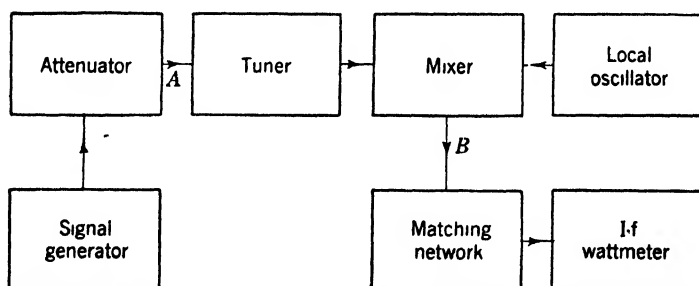 Attenuator
A
Tuner
Mixer
Local
oscillator
B
Signal
generator
Matching
network
I-f
wattmeter